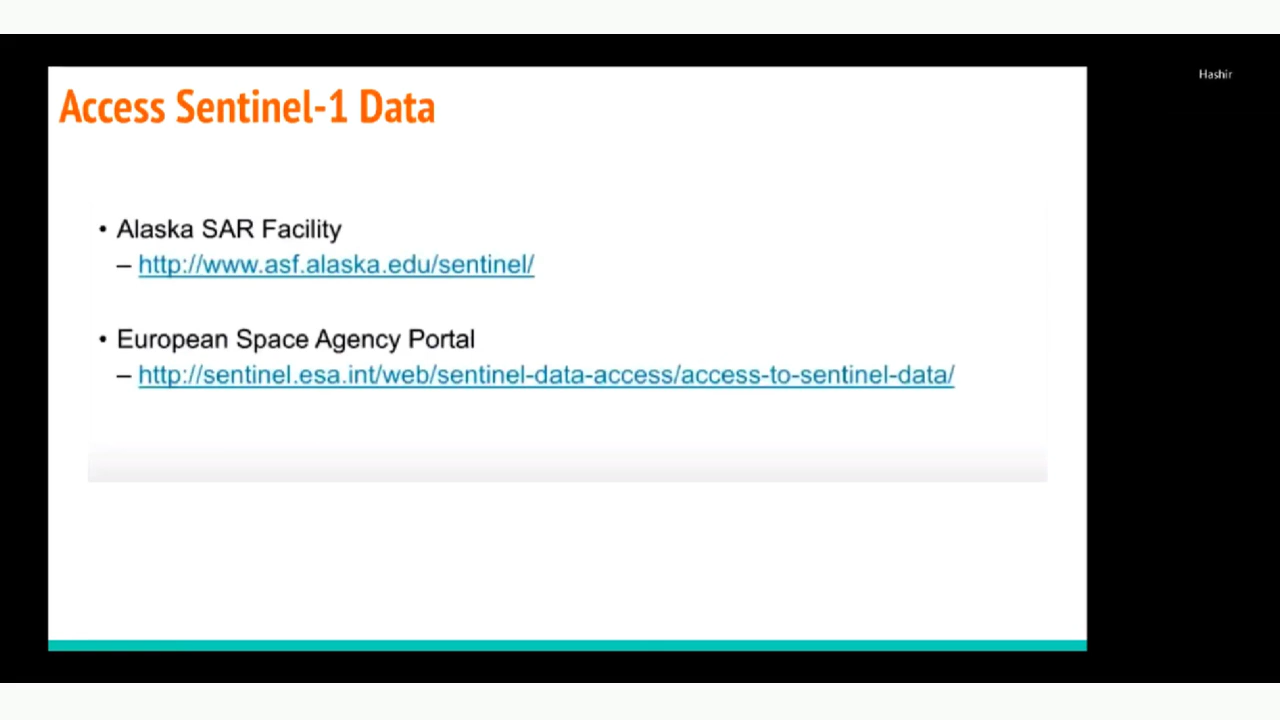 Access Sentinel-1 Data
Hashir
• Alaska SAR Facility
– http://www.asf.alaska.edu/sentinel/
• European Space Agency Portal
– http://sentinel.esa.int/web/sentinel-data-access/access-to-sentinel-data/